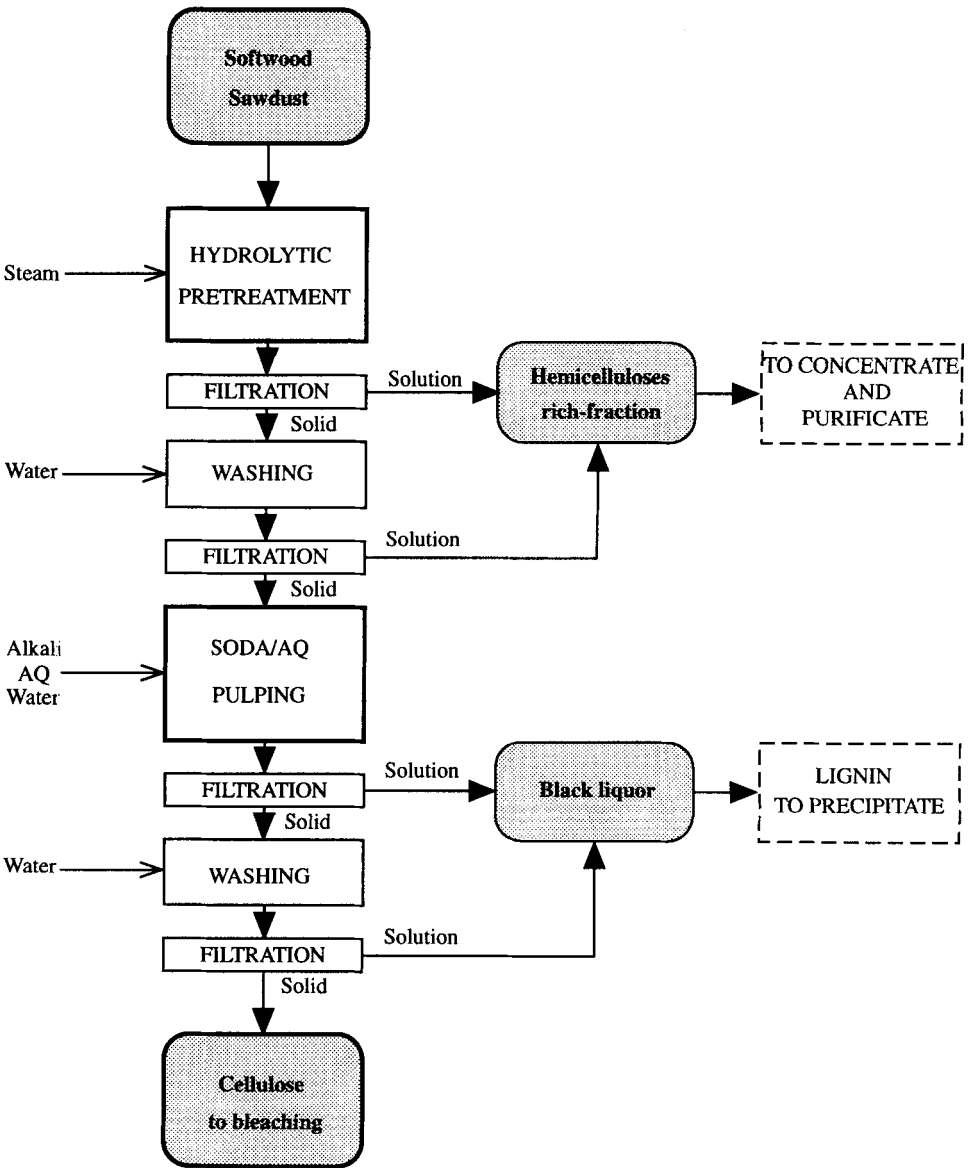 Softwood
Sawdust
Steam
HYDROLYTIC
PRETREATMENT
FILTRATION
Solution
Hemicelluloses
rich-fraction
TO CONCENTRATE
AND
PURIFICATE
Solid
Water
WASHING
FILTRATION
Solution
Solid
Alkali
AQ
Water
SODA/AQ
PULPING
FILTRATION
Solution
Black liquor
LIGNIN
TO PRECIPITATE
Solid
Water
WASHING
FILTRATION
Solution
Solid
Cellulose
to bleaching